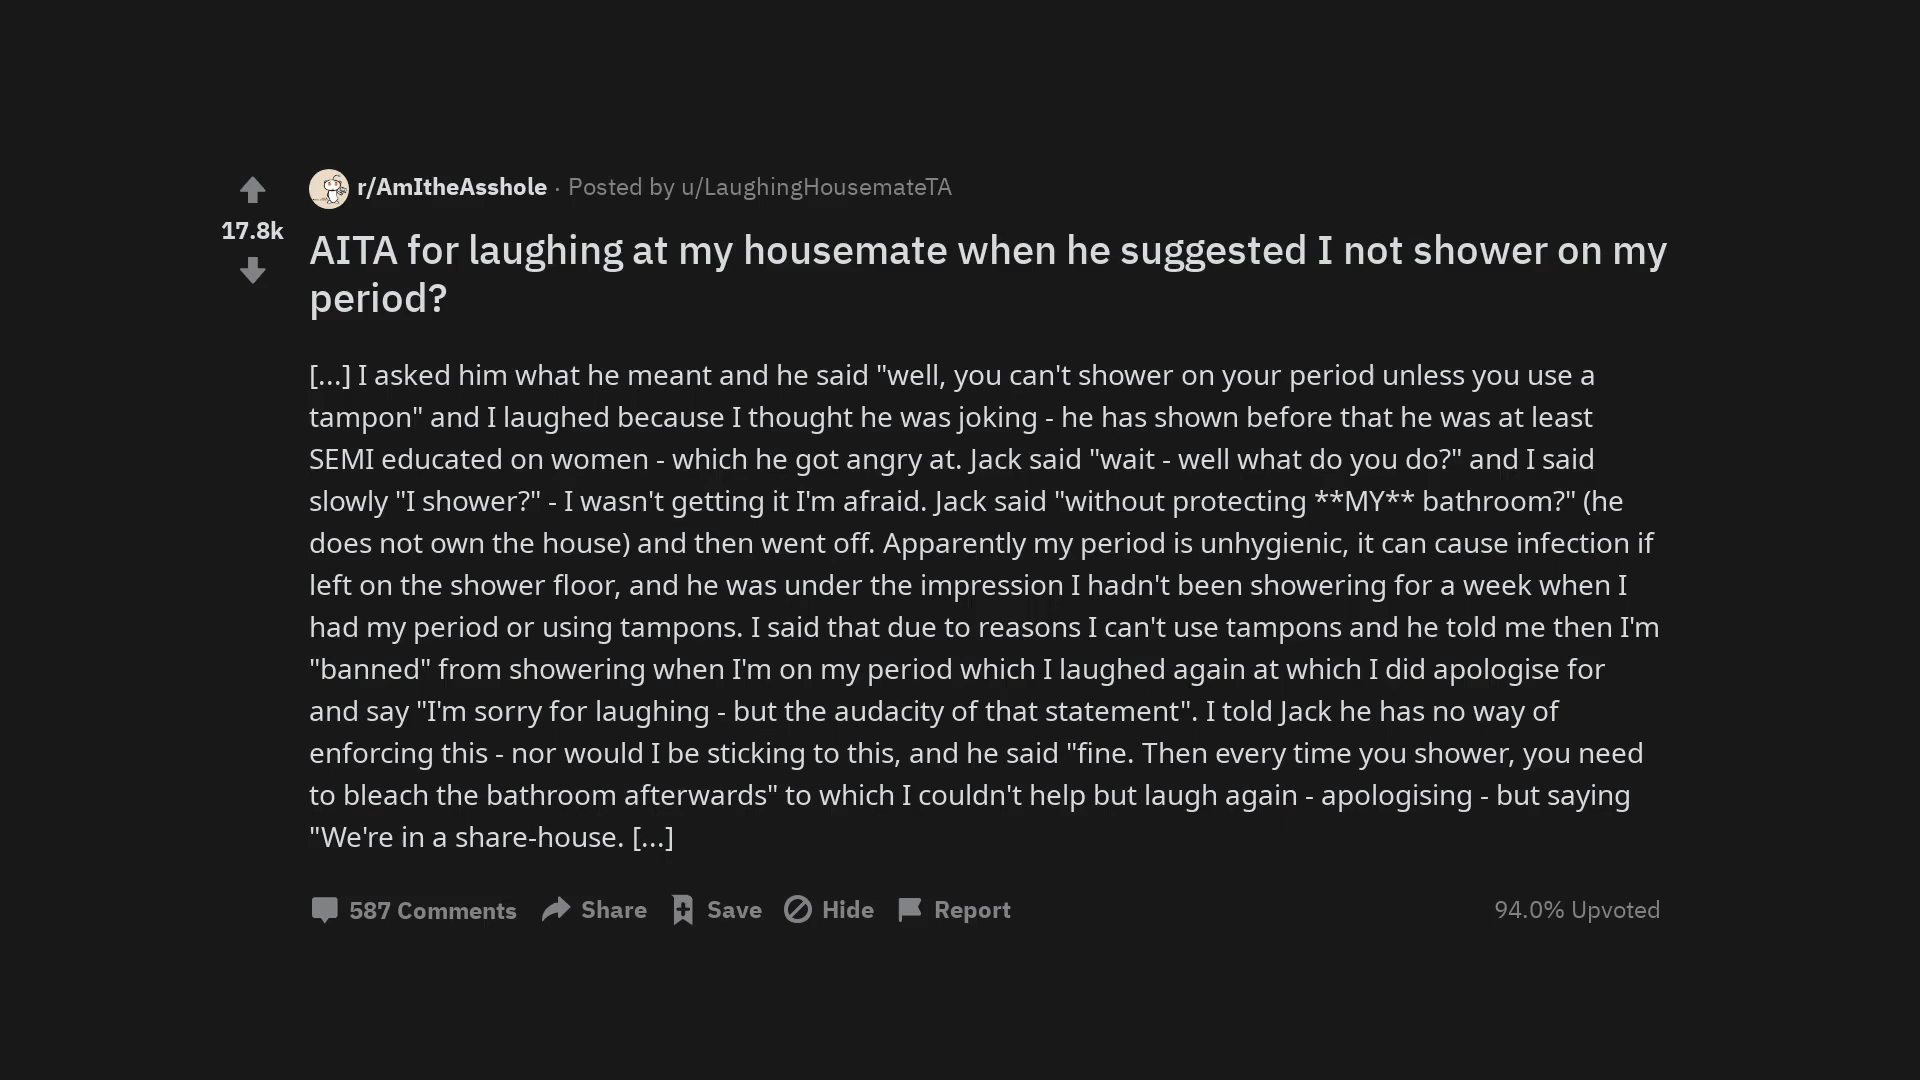 r/AmItheAsshole · Posted by u/LaughingHousemateTA
17.8k
AITA for laughing at my housemate when he suggested I not shower on my
period?
[...] I asked him what he meant and he said "well, you can't shower on your period unless you use a
tampon" and I laughed because I thought he was joking - he has shown before that he was at least
SEMI educated on women - which he got angry at. Jack said "wait - well what do you do?" and I said
slowly "I shower?" - I wasn't getting it I'm afraid. Jack said "without protecting **MY** bathroom?" (he
does not own the house) and then went off. Apparently my period is unhygienic, it can cause infection if
left on the shower floor, and he was under the impression I hadn't been showering for a week when I
had my period or using tampons. I said that due to reasons I can't use tampons and he told me then I'm
"banned" from showering when I'm on my period which I laughed again at which I did apologise for
and say "I'm sorry for laughing - but the audacity of that statement". I told Jack he has no way of
enforcing this - nor would I be sticking to this, and he said "fine. Then every time you shower, you need
to bleach the bathroom afterwards" to which I couldn't help but laugh again - apologising - but saying
"We're in a share-house. [...]
587 Comments Share Save Hide Report 94.0% Upvoted